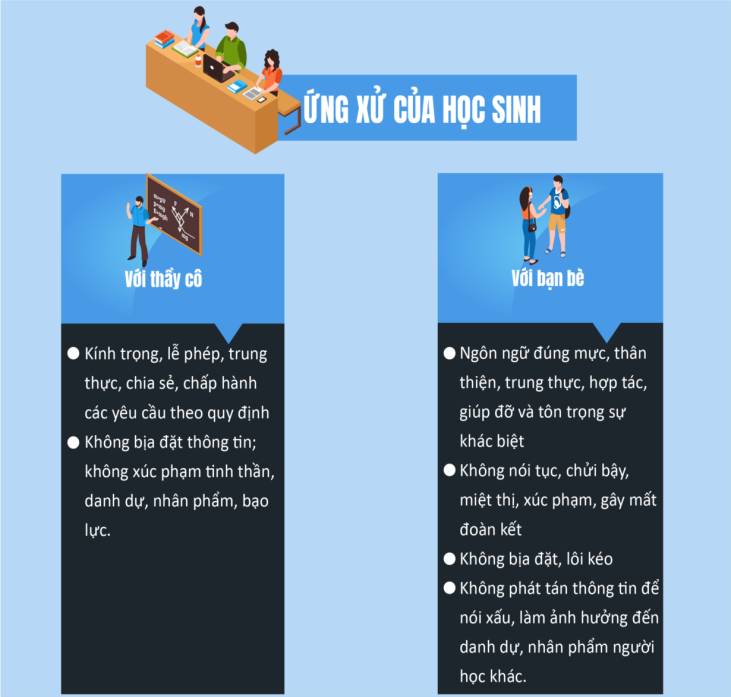 ỨNG XỬ CỦA HỌC SINH
Với thầy cô
Kính trọng, lễ phép, trung
thực, chia sẻ, chấp hành
các yêu cầu theo quy định
Không bịa đặt thông tin;
không xúc phạm tinh thần,
danh dự, nhân phẩm, bạo
lực.
Với bạn bè
Ngôn ngữ đúng mực, thân
thiện, trung thực, hợp tác,
giúp đỡ và tôn trọng sự
khác biệt
Không nói tục, chửi bậy,
miệt thị, xúc phạm, gây mất
đoàn kết
Không bịa đặt, lôi kéo
Không phát tán thông tin để
nói xấu, làm ảnh hưởng đến
danh dự, nhân phẩm người
học khác.